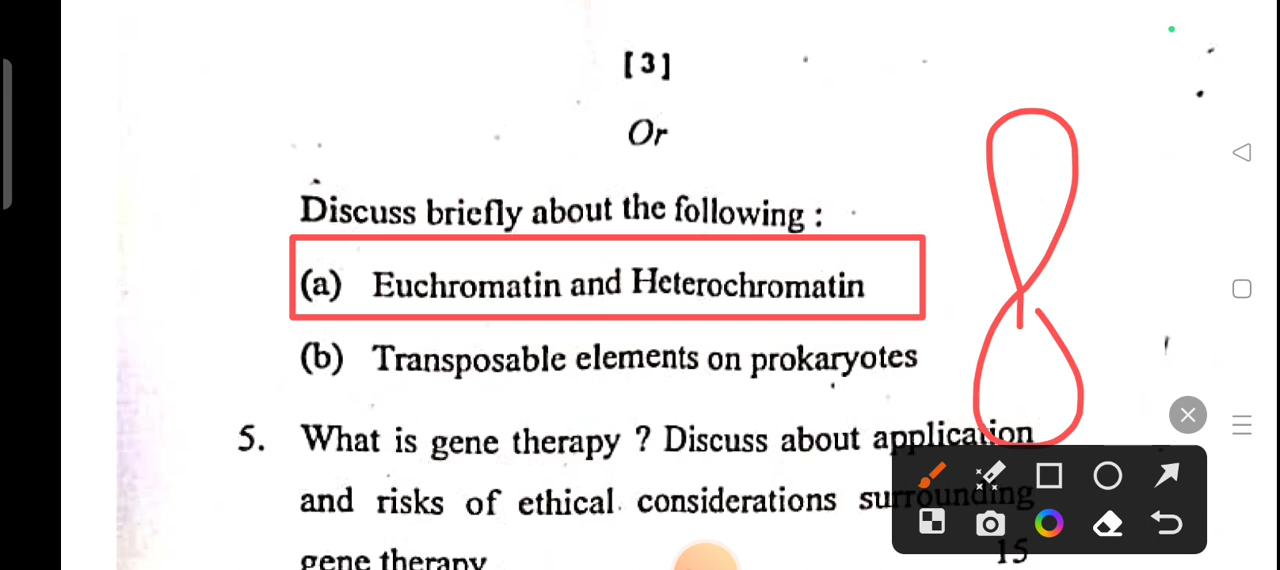 [3]
Or
Discuss briefly about the following :
(a) Euchromatin and Heterochromatin
(b) Transposable elements on prokaryotes
5. What is gene therapy ? Discuss about application
and risks of ethical considerations surrounding
gene therapy
15